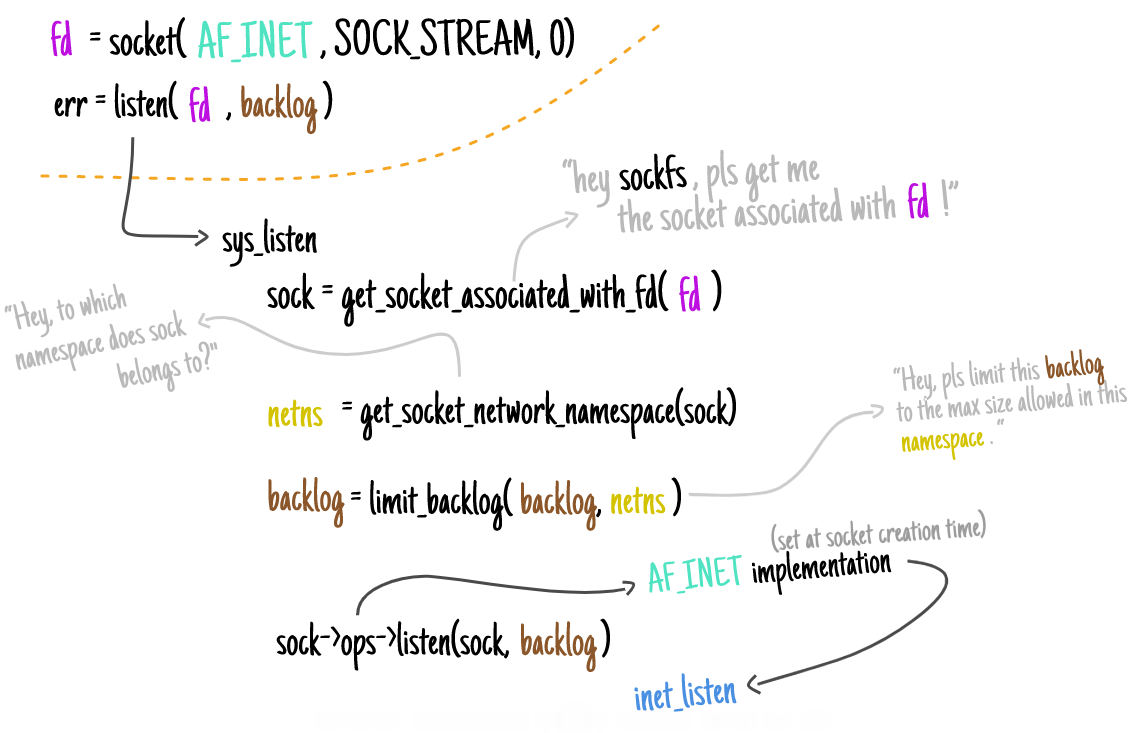 fd = socket( AF_INET , SOCK_STREAM, 0)
err = listen( fd , backlog )
"hey sockfs , pls get me
the socket associated with fd !"
sys_listen
sock = get_socket_associated_with_fd( fd )
"Hey, to which
namespace does sock
belongs to?"
netns = get_socket_network_namespace(sock)
"Hey, pls limit this backlog
to the max size allowed in this
namespace ."
backlog = limit_backlog( backlog, netns )
(set at socket creation time)
AF_INET implementation
sock->ops->listen(sock, backlog )
inet_listen